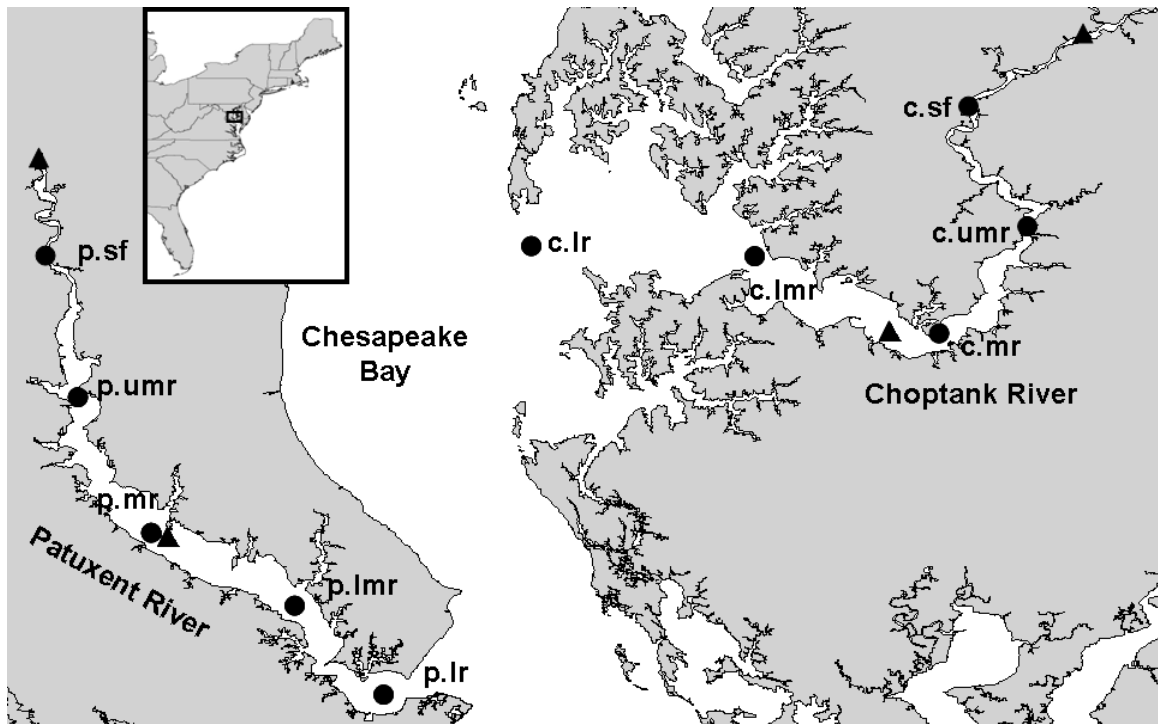 c.sf
p.sf
c.lr
c.umr
c.lmr
Chesapeake
Bay
c.mr
p.umr
Choptank River
p.mr
Patuxent River
p.lmr
p.lr